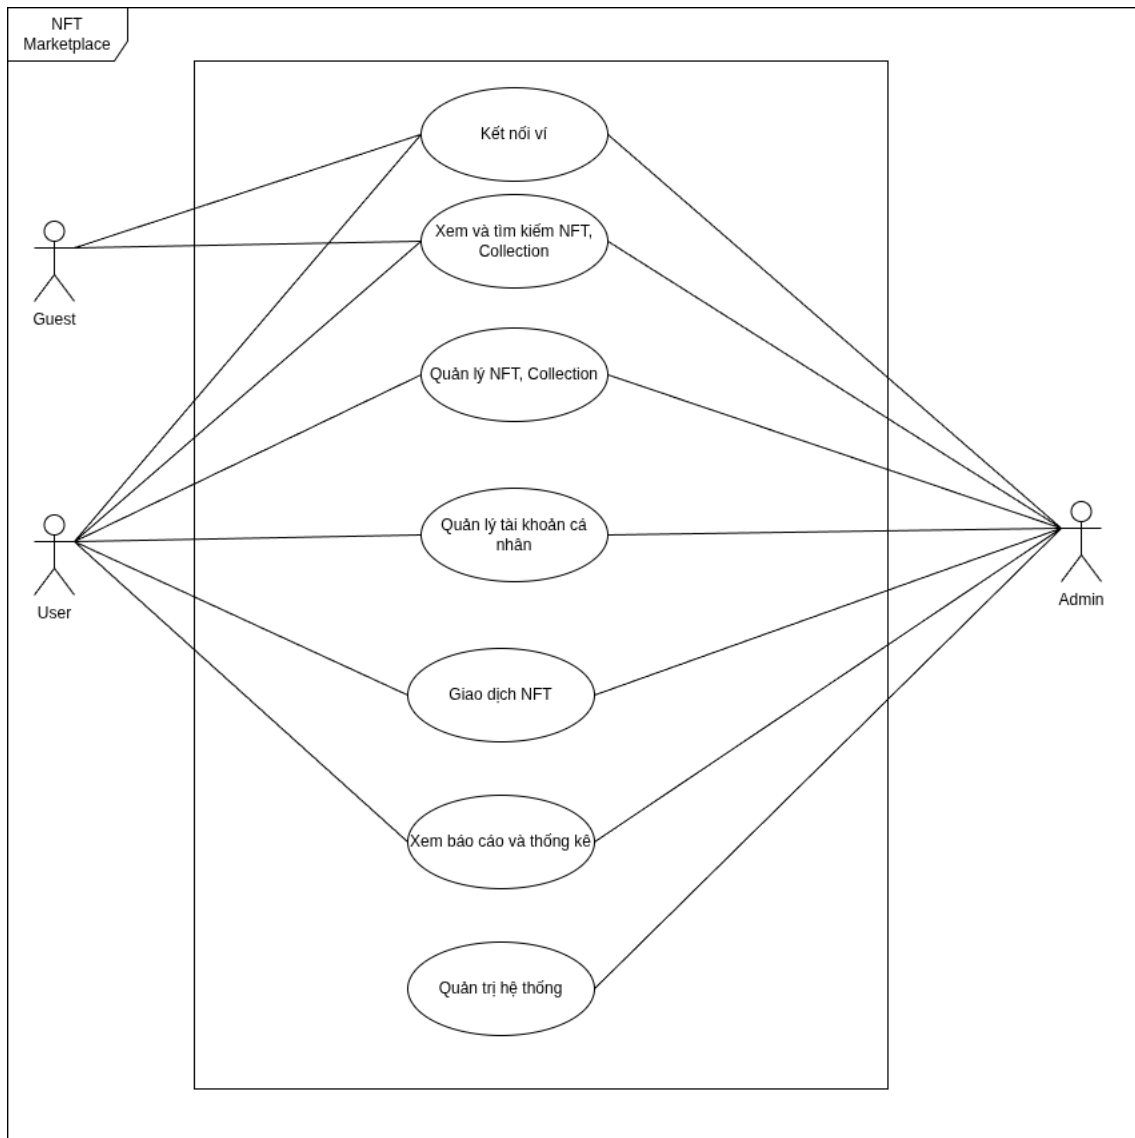 NFT
Marketplace
Kết nối ví
Xem và tìm kiếm NFT,
Collection
Guest
Quản lý NFT, Collection
Quản lý tài khoản cá
nhân
User
Admin
Giao dịch NFT
Xem báo cáo và thống kê
Quản trị hệ thống